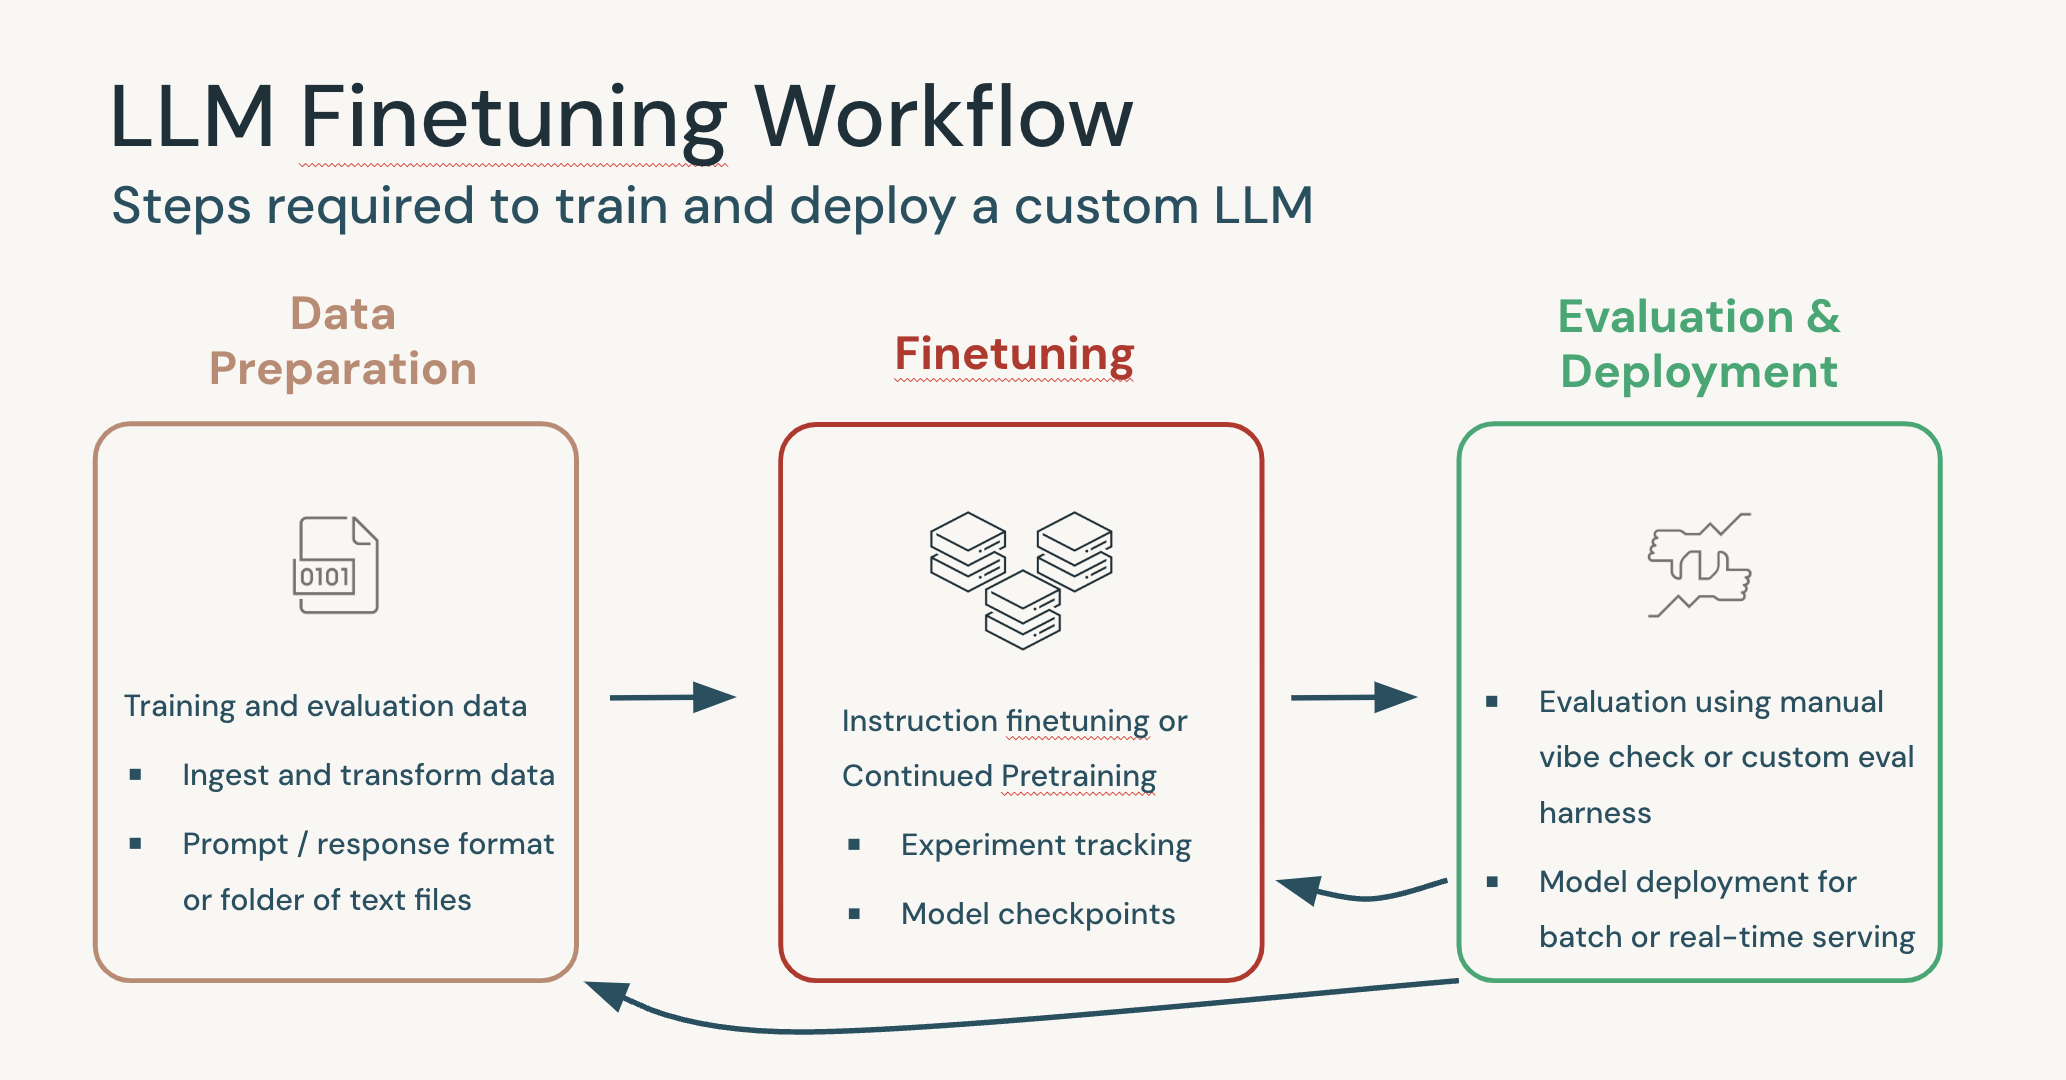 LLM Finetuning Workflow
Steps required to train and deploy a custom LLM
Data
Preparation
0101
Training and evaluation data
▪ Ingest and transform data
▪ Prompt / response format
or folder of text files
Finetuning
Instruction finetuning or
Continued Pretraining
▪ Experiment tracking
▪ Model checkpoints
Evaluation &
Deployment
▪ Evaluation using manual
vibe check or custom eval
harness
▪ Model deployment for
batch or real-time serving